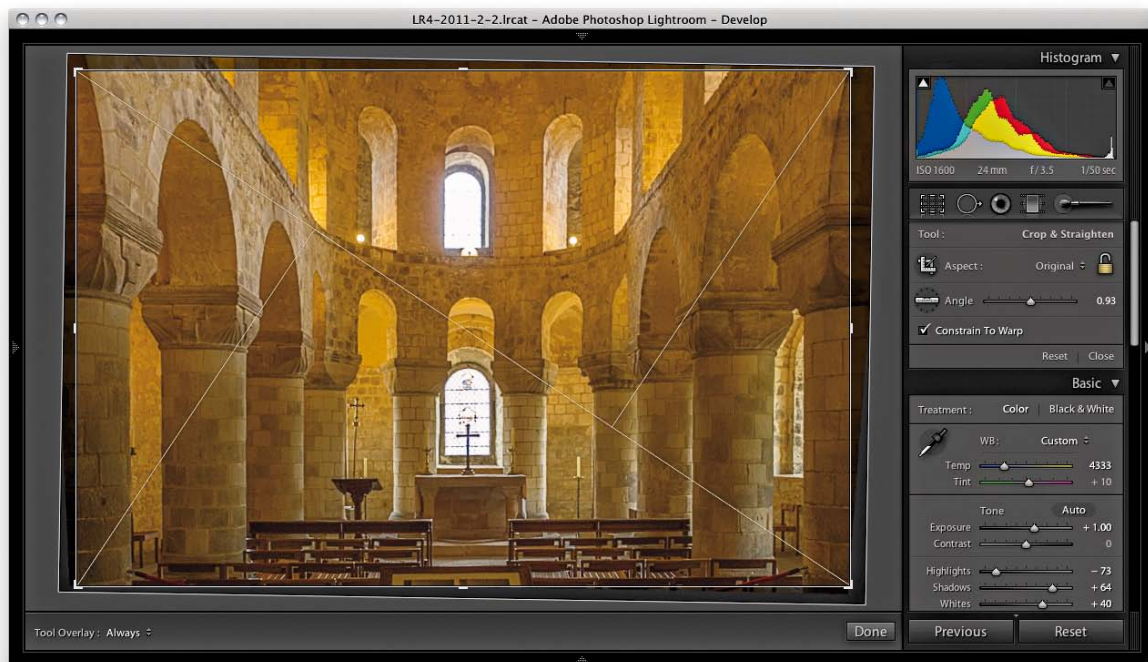 LR4-2011-2-2.lrcat – Adobe Photoshop Lightroom – Develop
Histogram
ISO 1600 24 mm f / 3.5 1/50 sec
Tool : Crop & Straighten
Aspect : Original
Angle 0.93
Constrain To Warp
Reset | Close
Basic
Treatment : Color | Black & White
WB : Custom
Temp 4333
Tint + 10
Tone Auto
Exposure + 1.00
Contrast 0
Highlights – 73
Shadows + 64
Whites + 40
Tool Overlay : Always Done Previous Reset